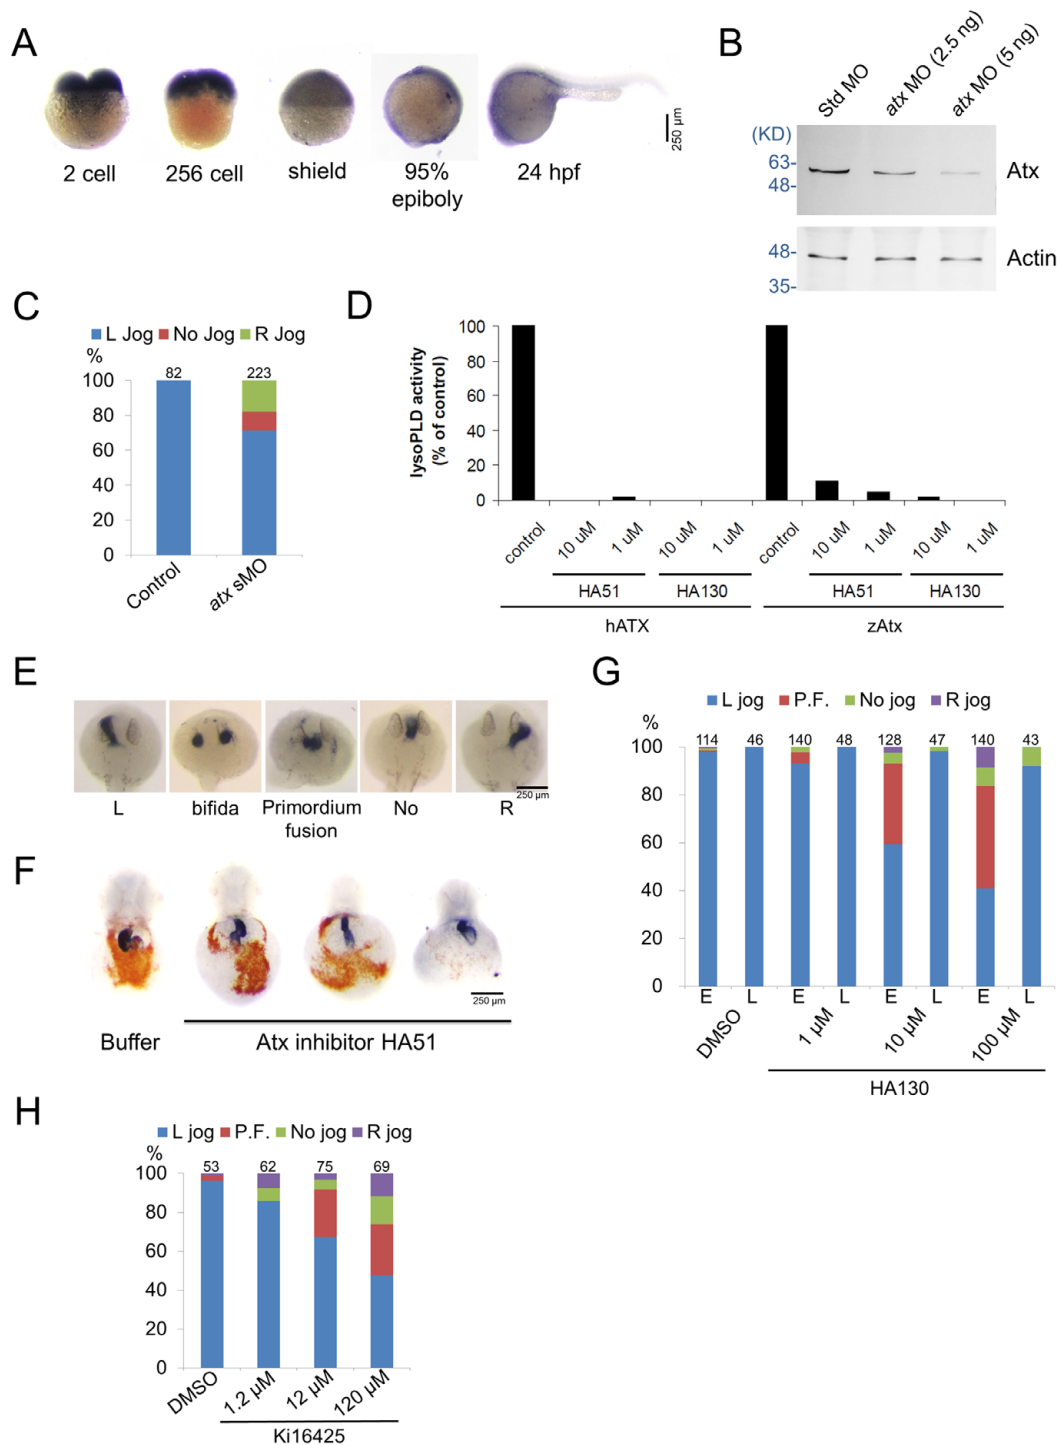 A
2 cell
256 cell
shield
95%
epiboly
24 hpf
250 µm
B
Std MO
atx MO (2.5 ng)
atx MO (5 ng)
(KD)
63-
48-
Atx
48-
35-
Actin
C
L Jog No Jog R Jog
%
82 223
100
80
60
40
20
0
Control
atx sMO
D
lysoPLD activity
(% of control)
100
80
60
40
20
0
control 10 uM 1 uM 10 uM 1 uM control 10 uM 1 uM 10 uM 1 uM
HA51 HA130 HA51 HA130
hATX zAtx
E
250 µm
L bifida Primordium
fusion
No R
F
250 µm
Buffer Atx inhibitor HA51
G
L jog P.F. No jog R jog
%
114 46 140 48 128 47 140 43
100
80
60
40
20
0
E L E L E L E L
DMSO 1 µM 10 µM 100 µM
HA130
H
L jog P.F. No jog R jog
%
53 62 75 69
100
80
60
40
20
0
DMSO 1.2 µM 12 µM 120 µM
Ki16425